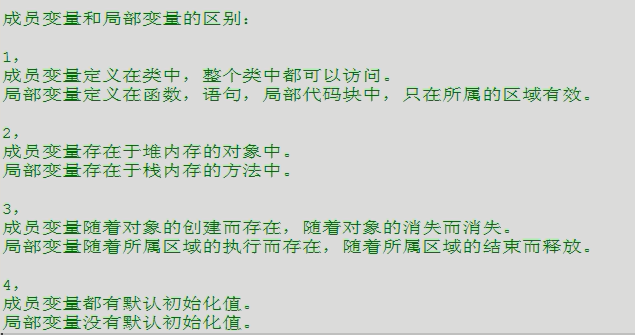 成员变量和局部变量的区别：
1，
成员变量定义在类中，整个类中都可以访问。
局部变量定义在函数，语句，局部代码块中，只在所属的区域有效。
2，
成员变量存在于堆内存的对象中。
局部变量存在于栈内存的方法中。
3，
成员变量随着对象的创建而存在，随着对象的消失而消失。
局部变量随着所属区域的执行而存在，随着所属区域的结束而释放。
4，
成员变量都有默认初始化值。
局部变量没有默认初始化值。